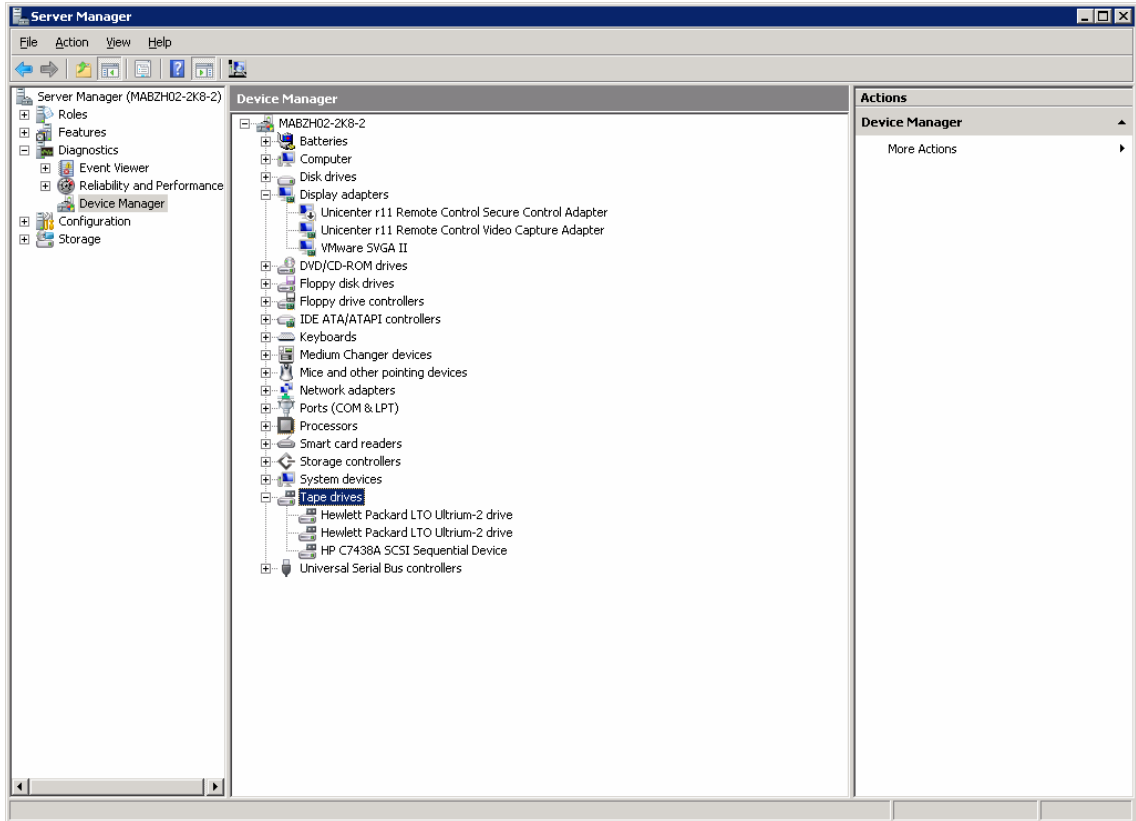 Server Manager
File Action View Help
Server Manager (MABZH02-2K8-2)
Roles
Features
Diagnostics
Event Viewer
Reliability and Performance
Device Manager
Configuration
Storage
Device Manager
MABZH02-2K8-2
Batteries
Computer
Disk drives
Display adapters
Unicenter r11 Remote Control Secure Control Adapter
Unicenter r11 Remote Control Video Capture Adapter
VMware SVGA II
DVD/CD-ROM drives
Floppy disk drives
Floppy drive controllers
IDE ATA/ATAPI controllers
Keyboards
Medium Changer devices
Mice and other pointing devices
Network adapters
Ports (COM & LPT)
Processors
Smart card readers
Storage controllers
System devices
Tape drives
Hewlett Packard LTO Ultrium-2 drive
Hewlett Packard LTO Ultrium-2 drive
HP C7438A SCSI Sequential Device
Universal Serial Bus controllers
Actions
Device Manager
More Actions